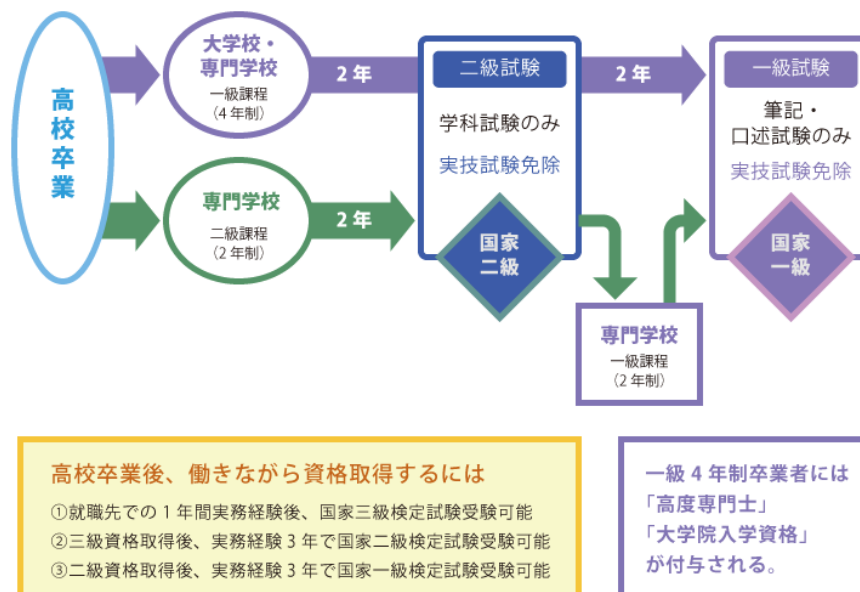 高校卒業
大学校・
専門学校
一級課程
（4 年制）
2 年
二級試験
学科試験のみ
実技試験免除
国家
二級
2 年
一級試験
筆記・
口述試験のみ
実技試験免除
国家
一級
専門学校
二級課程
（2 年制）
2 年
専門学校
一級課程
（2 年制）
高校卒業後、働きながら資格取得するには
①就職先での 1 年間実務経験後、国家三級検定試験受験可能
②三級資格取得後、実務経験 3 年で国家二級検定試験受験可能
③二級資格取得後、実務経験 3 年で国家一級検定試験受験可能
一級 4 年制卒業者には
「高度専門士」
「大学院入学資格」
が付与される。